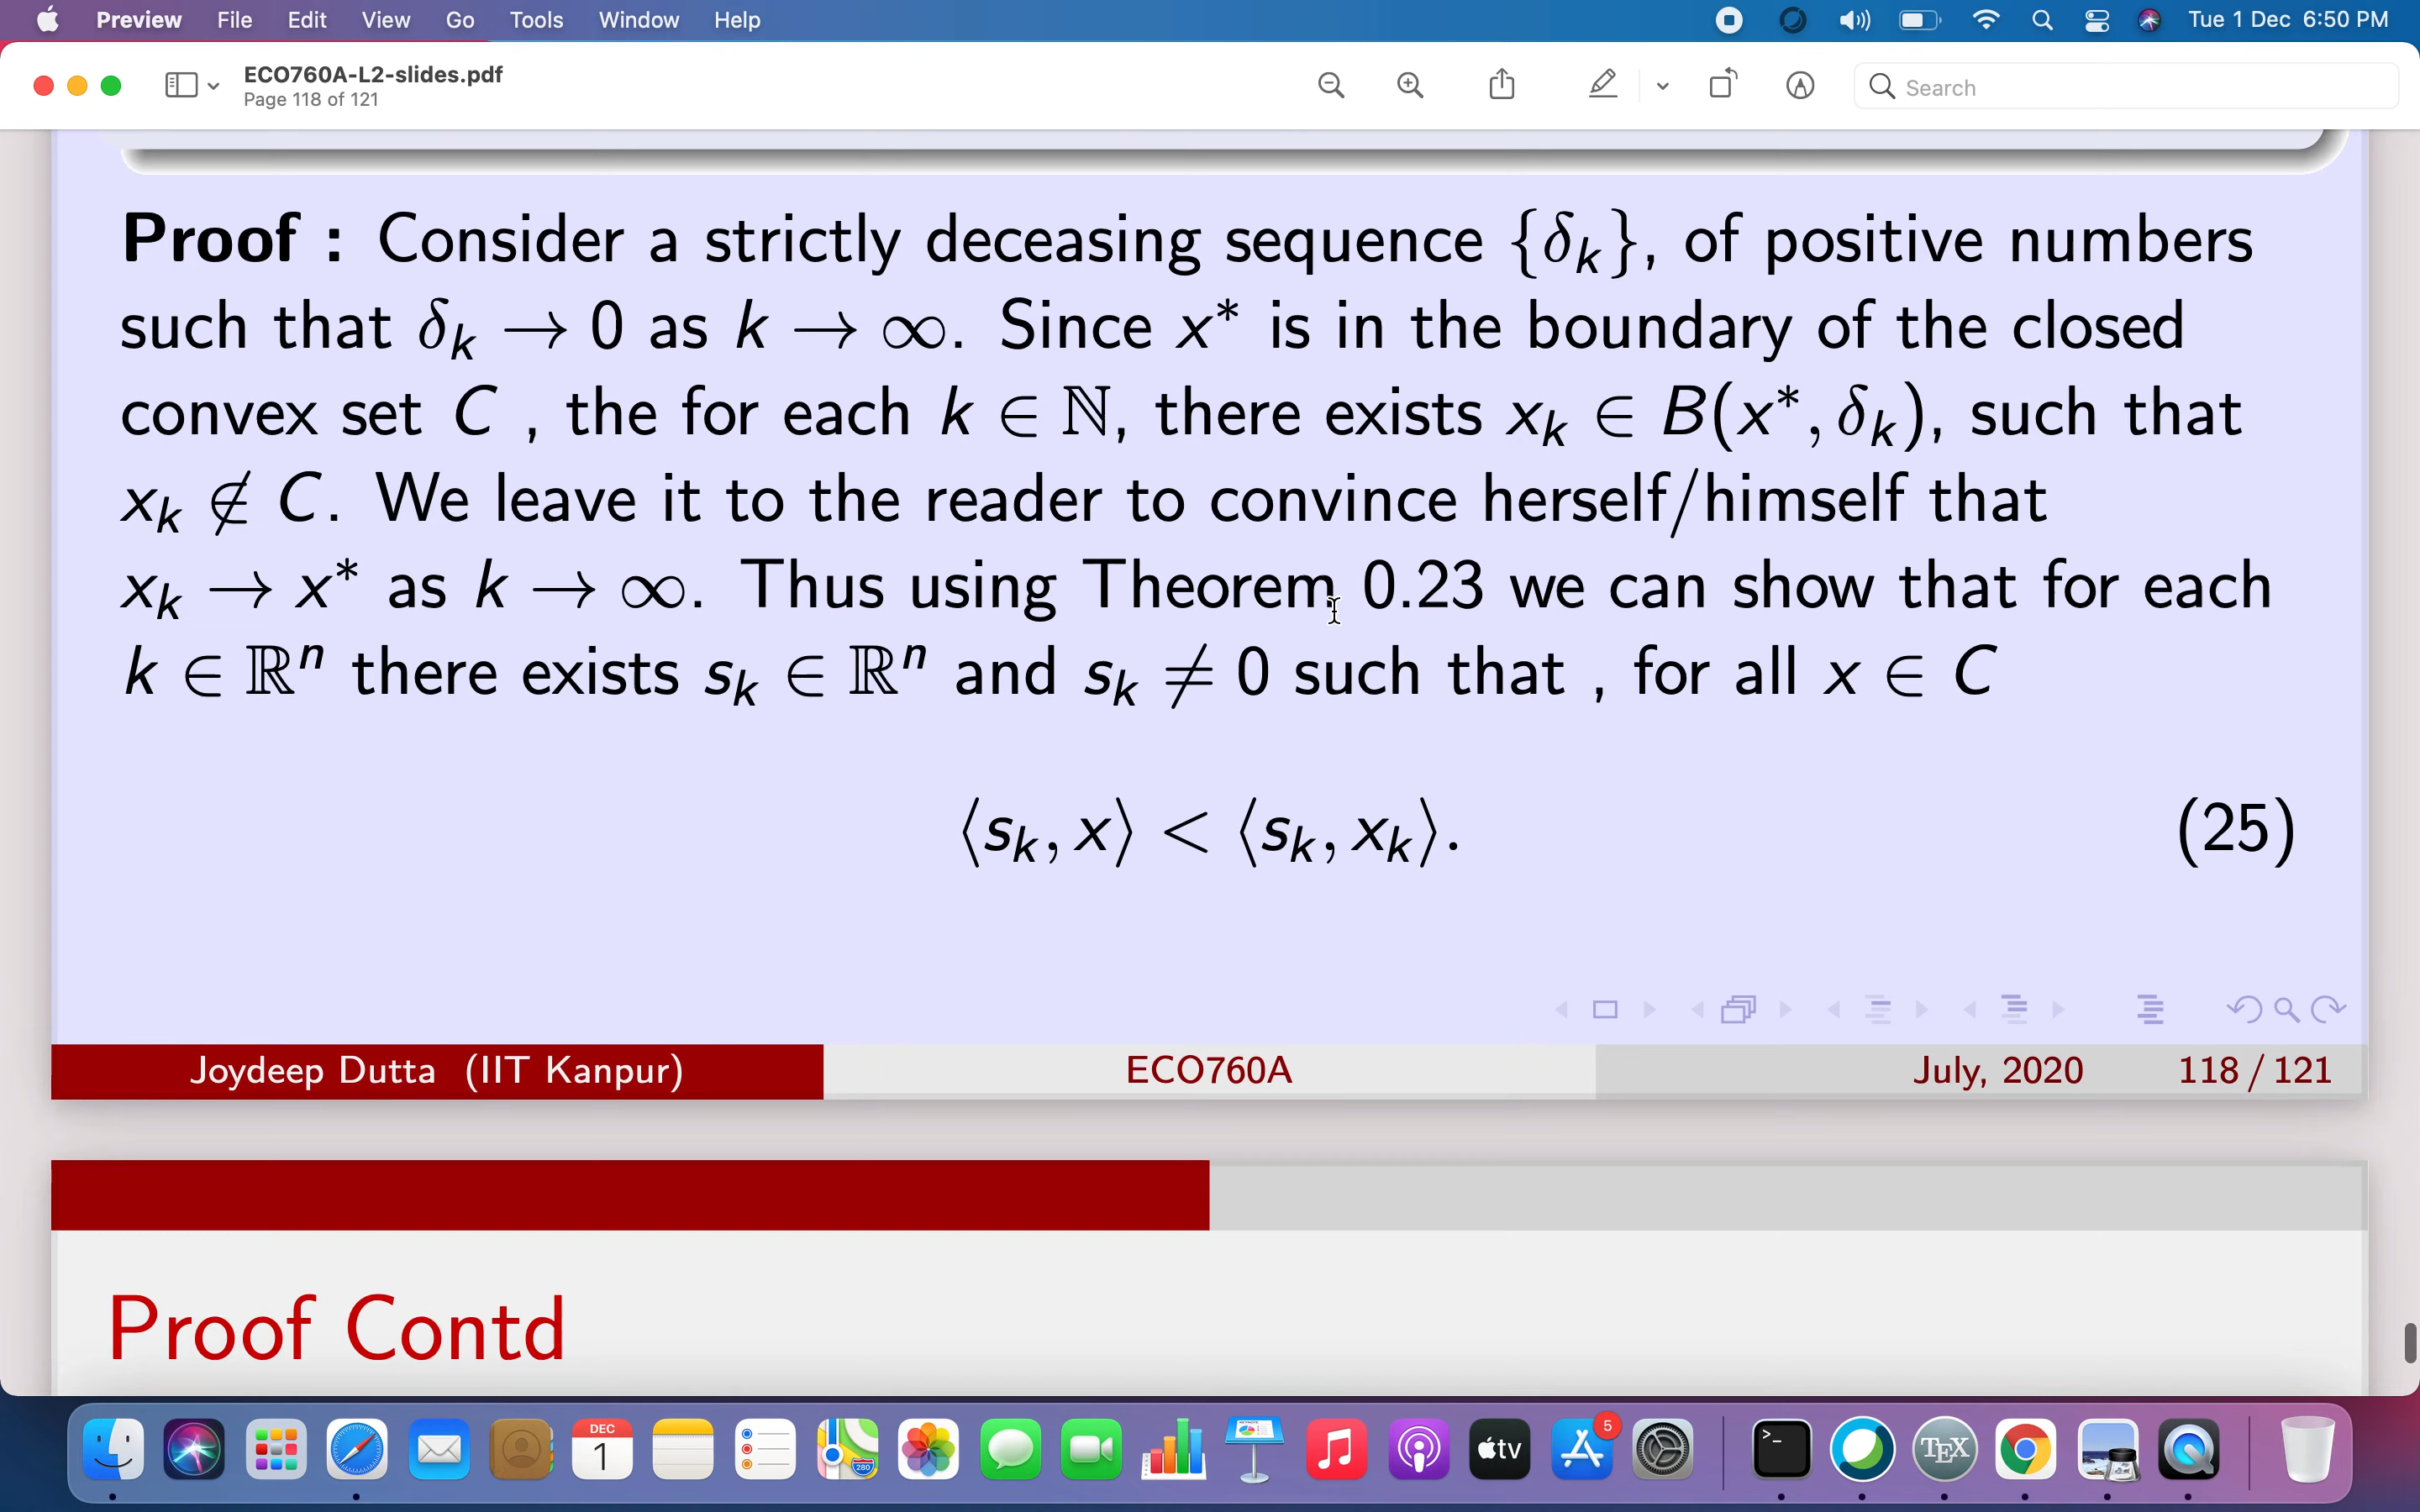 Preview File Edit View Go Tools Window Help Tue 1 Dec 6:50 PM
ECO760A-L2-slides.pdf
Page 118 of 121
Search
Proof : Consider a strictly deceasing sequence {δ_k}, of positive numbers
such that δ_k → 0 as k → ∞. Since x* is in the boundary of the closed
convex set C , the for each k ∈ ℕ, there exists x_k ∈ B(x*, δ_k), such that
x_k ∉ C. We leave it to the reader to convince herself/himself that
x_k → x* as k → ∞. Thus using Theorem 0.23 we can show that for each
k ∈ ℝⁿ there exists s_k ∈ ℝⁿ and s_k ≠ 0 such that , for all x ∈ C
⟨s_k, x⟩ < ⟨s_k, x_k⟩. (25)
Joydeep Dutta (IIT Kanpur) ECO760A July, 2020 118 / 121
Proof Contd
DEC
1
280
tv
5
>_
TEX